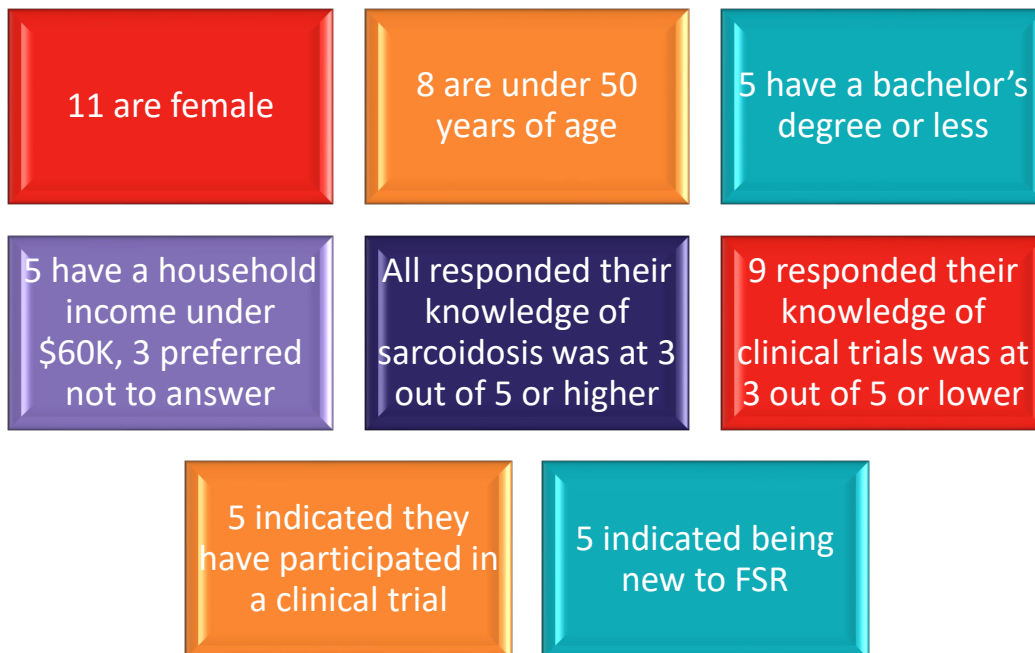 11 are female
8 are under 50
years of age
5 have a bachelor’s
degree or less
5 have a household
income under
$60K, 3 preferred
not to answer
All responded their
knowledge of
sarcoidosis was at 3
out of 5 or higher
9 responded their
knowledge of
clinical trials was at
3 out of 5 or lower
5 indicated they
have participated in
a clinical trial
5 indicated being
new to FSR